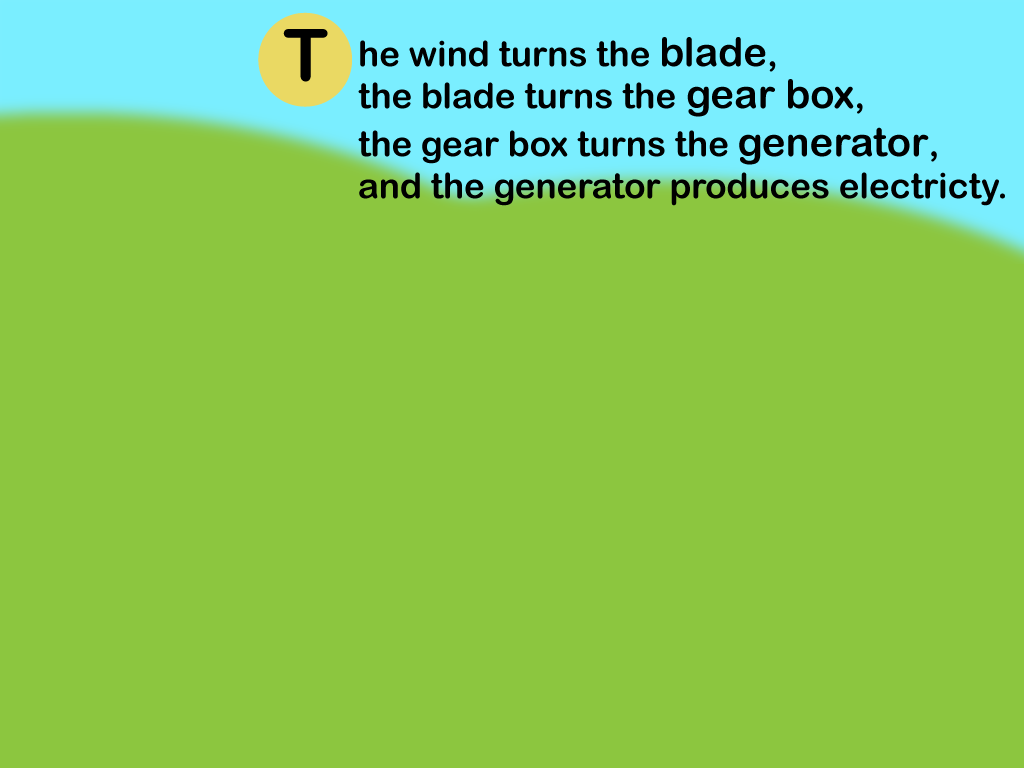 The wind turns the blade,
the blade turns the gear box,
the gear box turns the generator,
and the generator produces electricty.